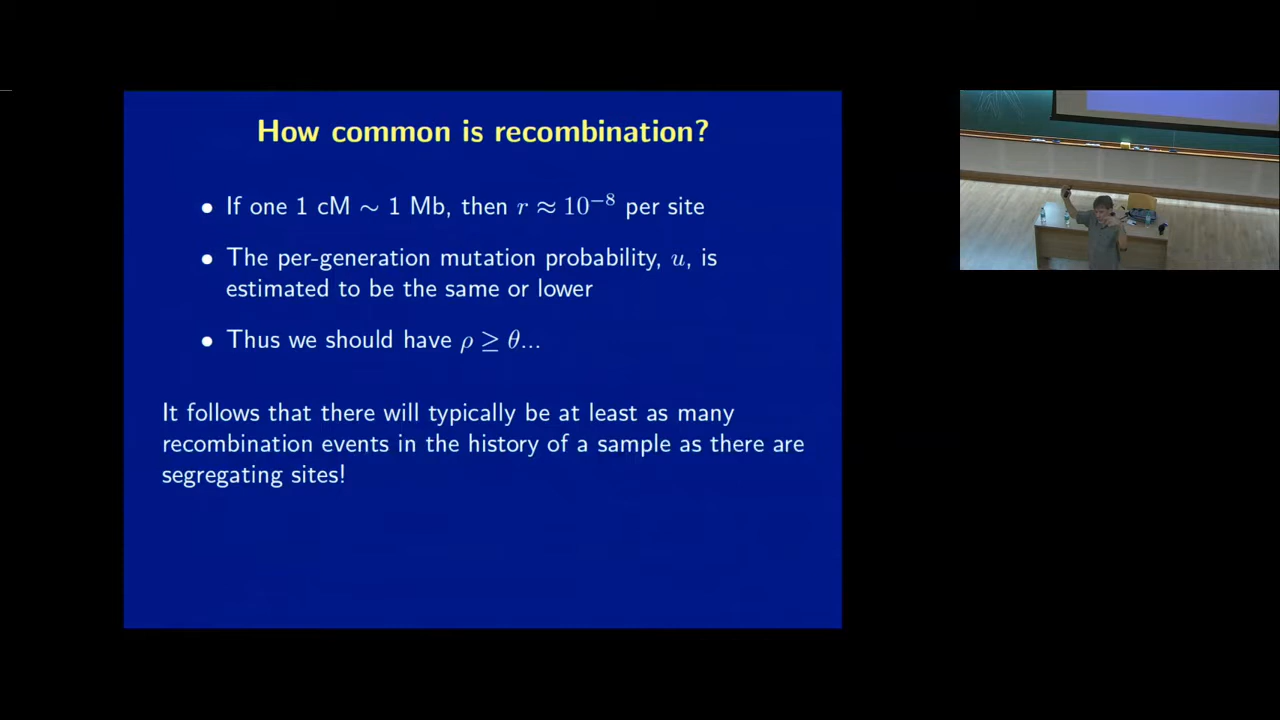 How common is recombination?
• If one 1 cM ∼ 1 Mb, then r ≈ 10⁻⁸ per site
• The per-generation mutation probability, u, is
estimated to be the same or lower
• Thus we should have ρ ≥ θ...
It follows that there will typically be at least as many
recombination events in the history of a sample as there are
segregating sites!